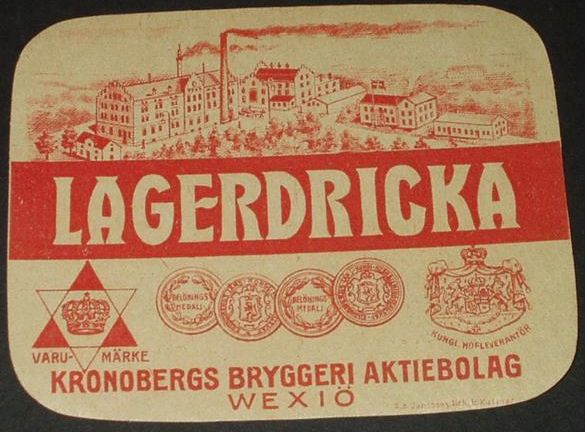 LAGERDRICKA
BELÖNINGS
MEDALJ
BELÖNINGS
MEDALJ
KUNGL. HOFLEVERANTÖR
VARU- MÄRKE
KRONOBERGS BRYGGERI AKTIEBOLAG
WEXIÖ